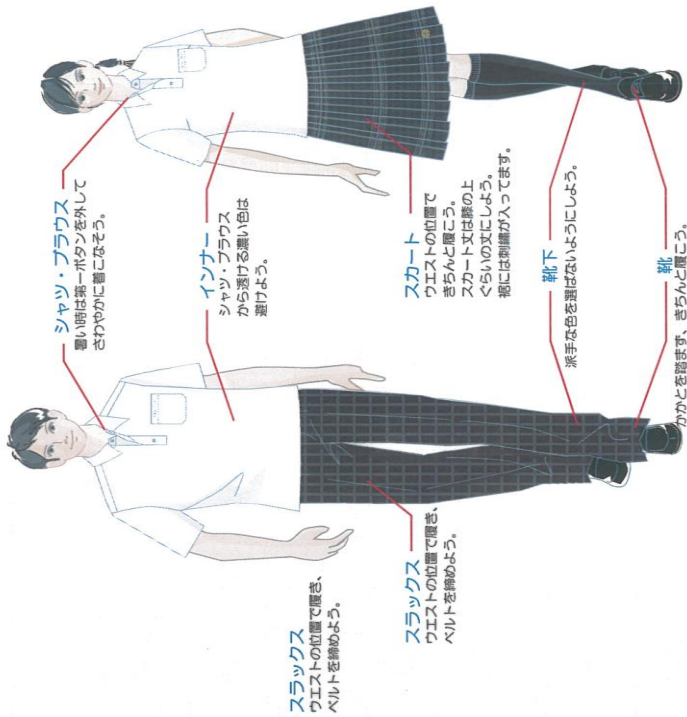 シャツ・ブラウス
暑い時は第一ボタンを外して
さわやかに着こなそう。
インナー
シャツ・ブラウス
から透ける濃い色は
避けよう。
スカート
ウエストの位置で
きちんと履こう。
スカート丈は膝の上
ぐらいの丈にしよう。
裾には刺繍が入ってます。
靴下
派手な色を選ばないようにしよう。
靴
かかとを踏まず、きちんと履こう。
スラックス
ウエストの位置で履き、
ベルトを締めよう。
スラックス
ウエストの位置で履き、
ベルトを締めよう。